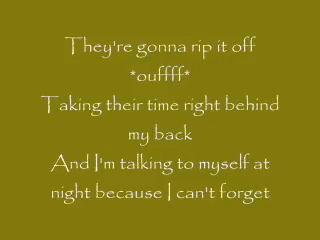 They're gonna rip it off
*ouffff*
Taking their time right behind
my back
And I'm talking to myself at
night because I can't forget